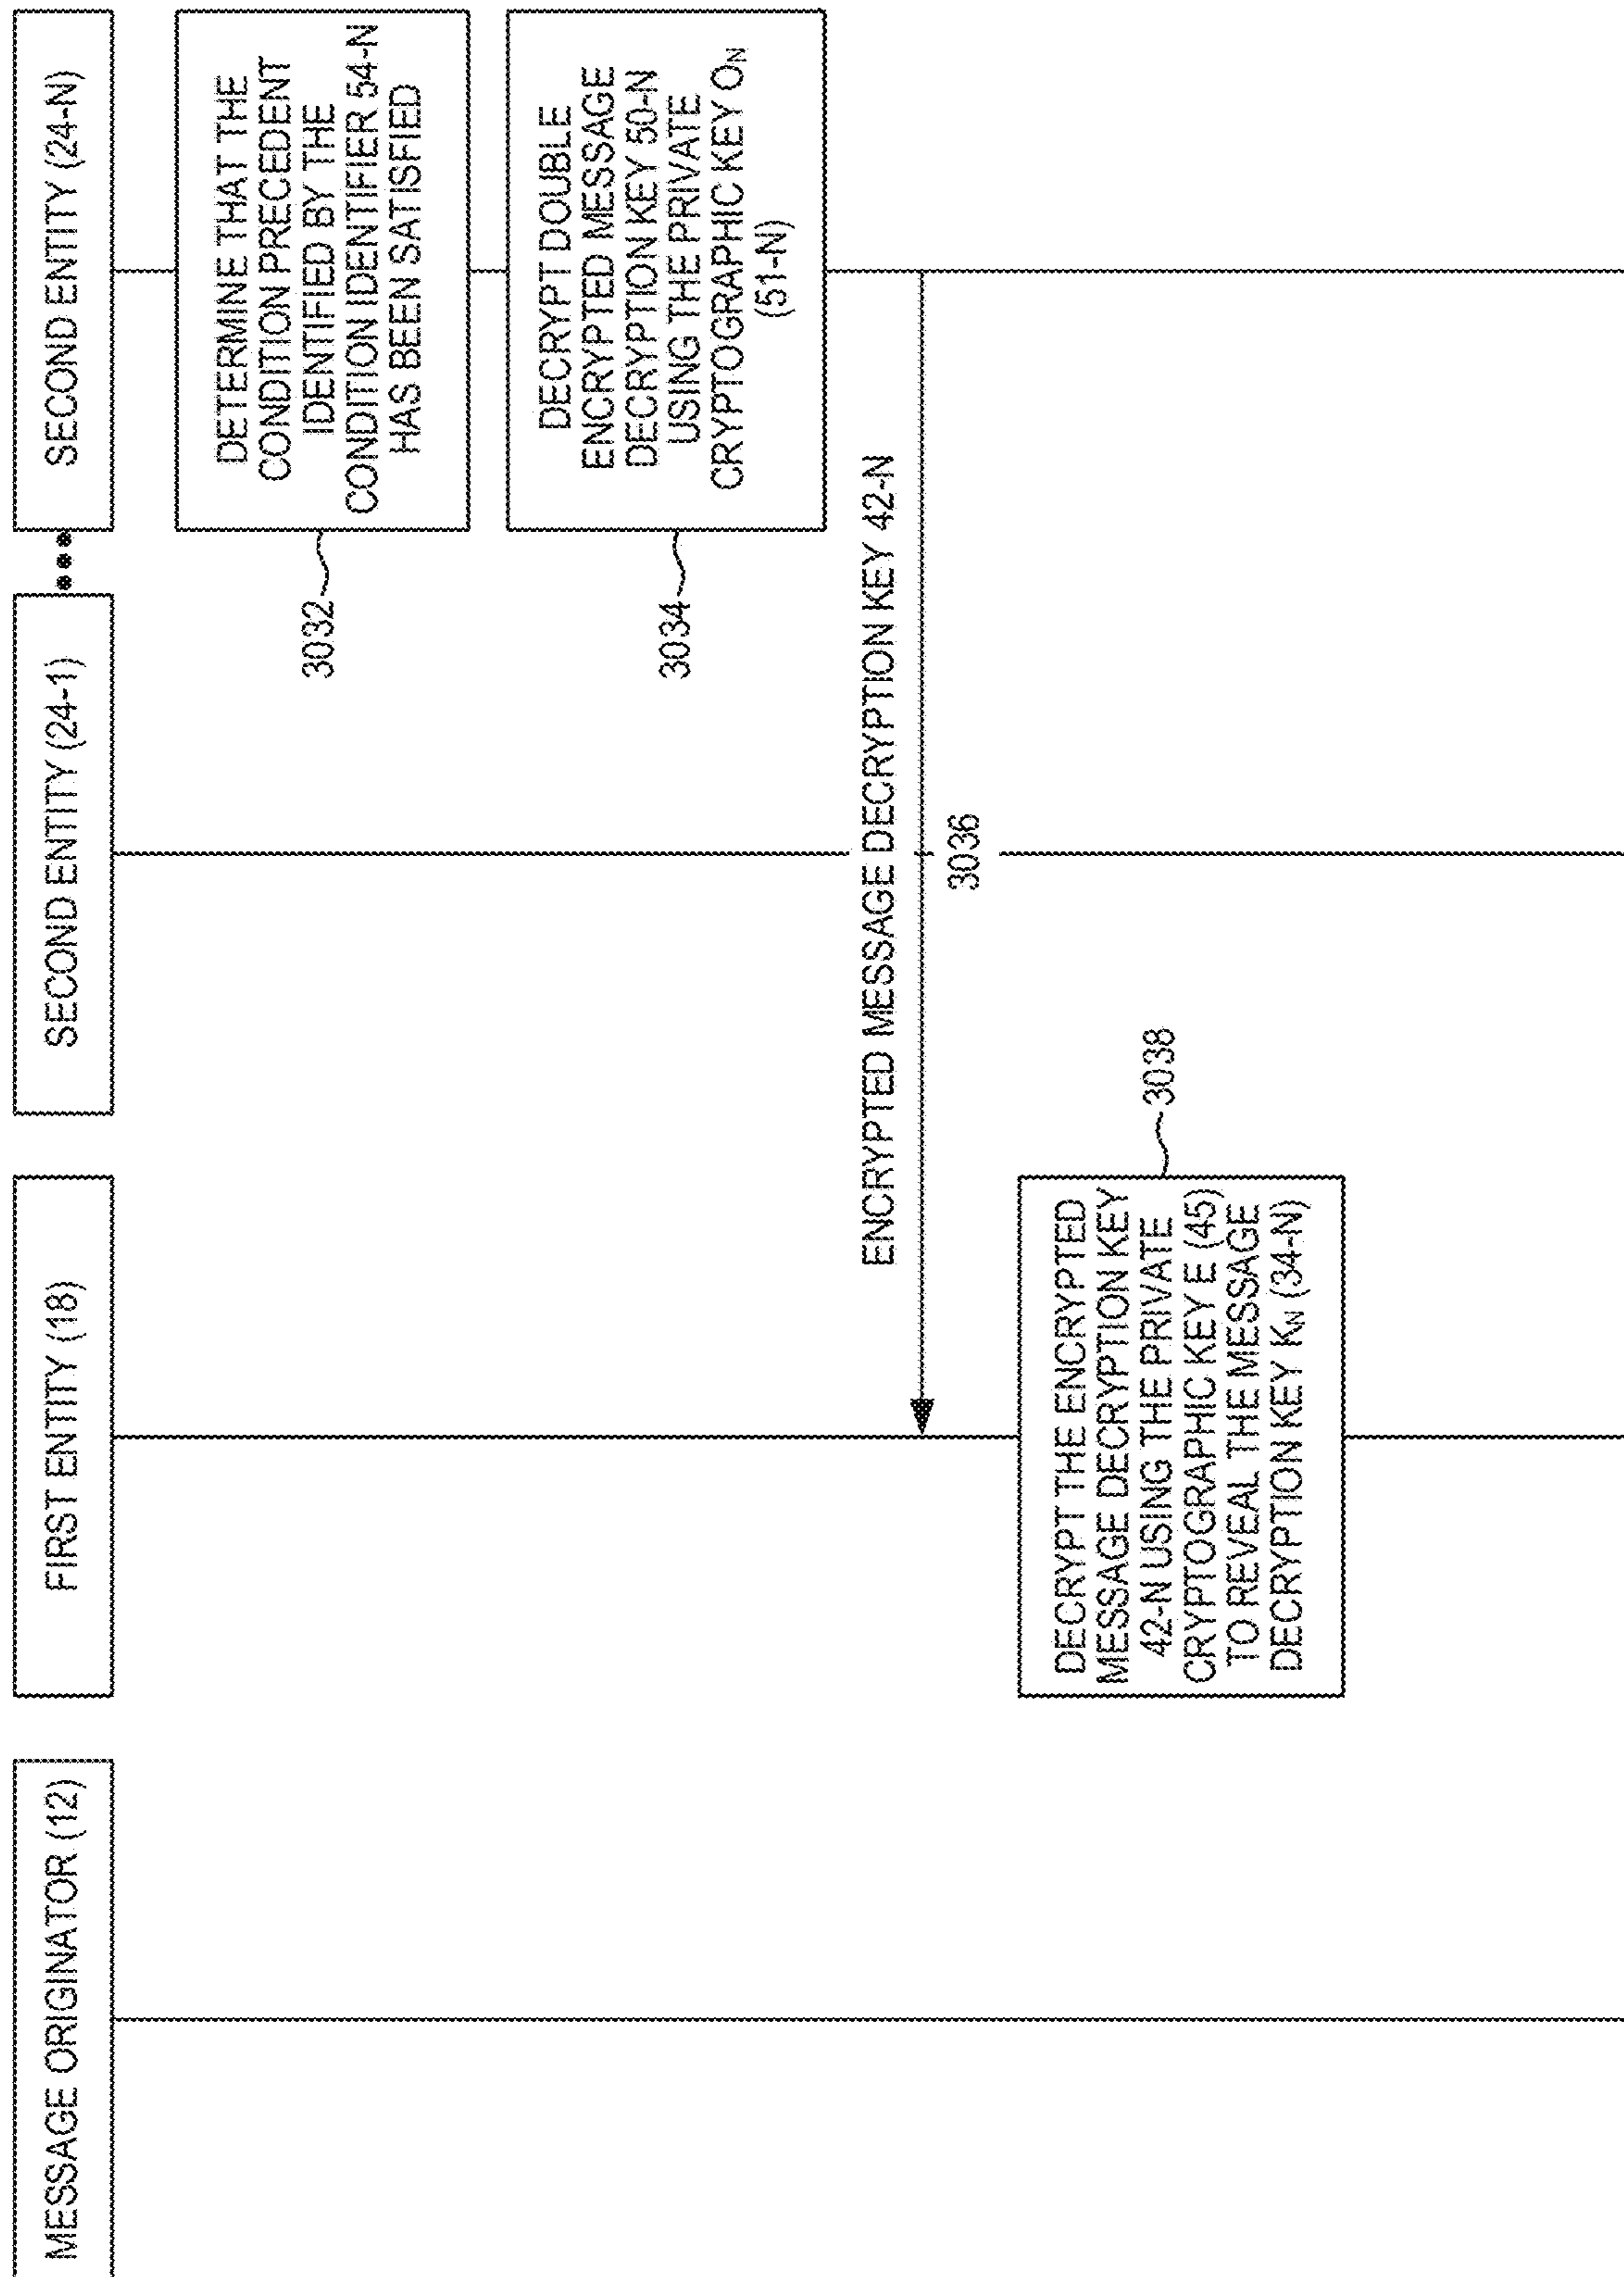 MESSAGE ORIGINATOR (12)
FIRST ENTITY (18)
SECOND ENTITY (24-1)
SECOND ENTITY (24-N)
DETERMINE THAT THE
CONDITION PRECEDENT
IDENTIFIED BY THE
CONDITION IDENTIFIER 54-N
HAS BEEN SATISFIED
3032
DECRYPT DOUBLE
ENCRYPTED MESSAGE
DECRYPTION KEY 50-N
USING THE PRIVATE
CRYPTOGRAPHIC KEY O_N
(51-N)
3034
ENCRYPTED MESSAGE DECRYPTION KEY 42-N
3036
DECRYPT THE ENCRYPTED
MESSAGE DECRYPTION KEY
42-N USING THE PRIVATE
CRYPTOGRAPHIC KEY E (45)
TO REVEAL THE MESSAGE
DECRYPTION KEY K_N (34-N)
3038